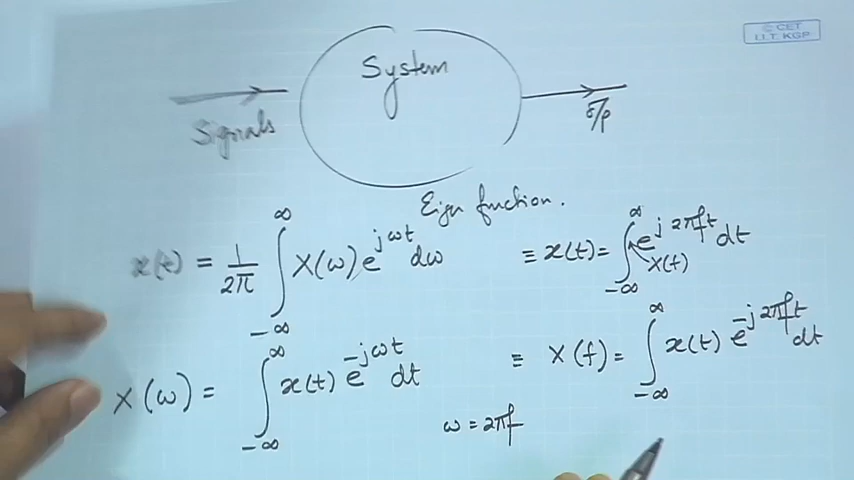 © CET
I.I.T. KGP
System
Signals
o/p
Eign function.
x(t) = 1/2π ∫_{-∞}^{∞} X(ω) e^{jωt} dω ≡ x(t) = ∫_{-∞}^{∞} e^{j2πft} dt
X(f)
X(ω) = ∫_{-∞}^{∞} x(t) e^{-jωt} dt ≡ X(f) = ∫_{-∞}^{∞} x(t) e^{-j2πft} dt
ω = 2πf